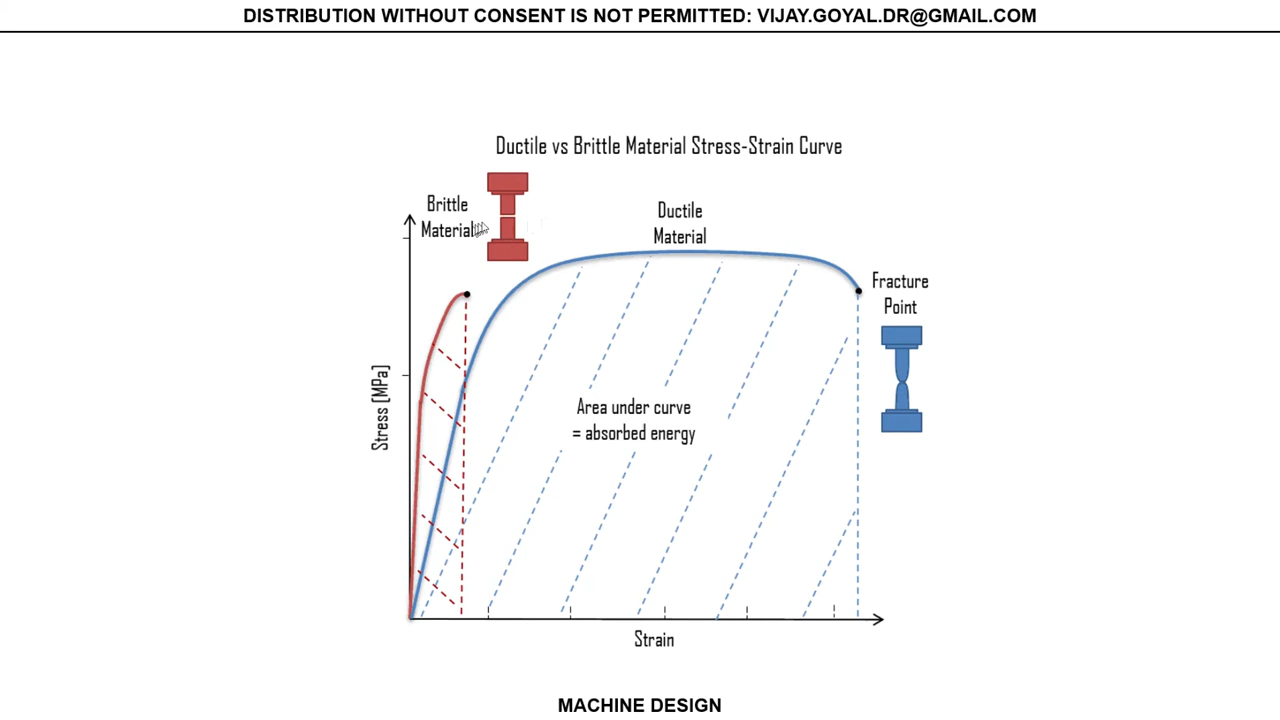 DISTRIBUTION WITHOUT CONSENT IS NOT PERMITTED: VIJAY.GOYAL.DR@GMAIL.COM
Ductile vs Brittle Material Stress-Strain Curve
Brittle
Material
Ductile
Material
Fracture
Point
Stress [MPa]
Area under curve
= absorbed energy
Strain
MACHINE DESIGN